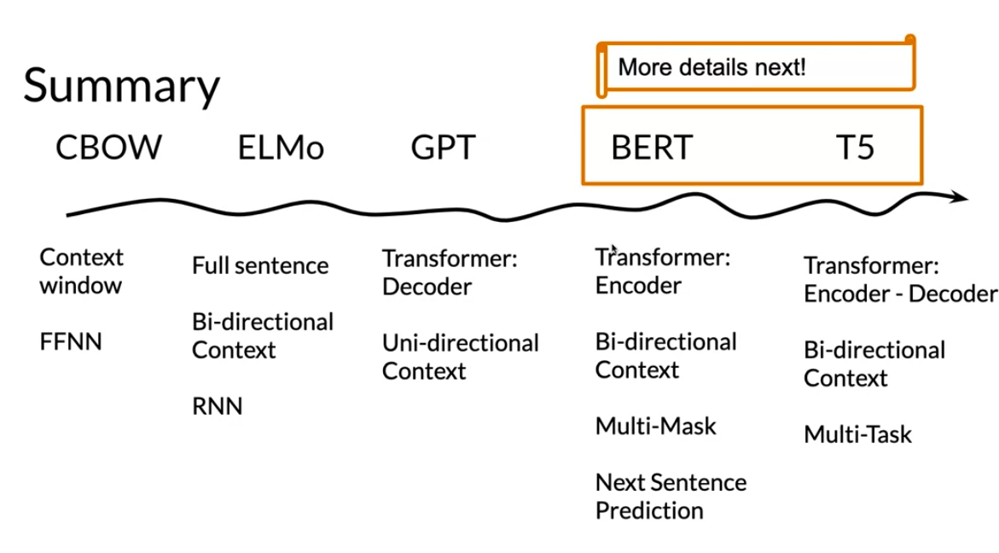 More details next!
Summary
CBOW
ELMo
GPT
BERT
T5
Context
window
FFNN
Full sentence
Bi-directional
Context
RNN
Transformer:
Decoder
Uni-directional
Context
Transformer:
Encoder
Bi-directional
Context
Multi-Mask
Next Sentence
Prediction
Transformer:
Encoder - Decoder
Bi-directional
Context
Multi-Task